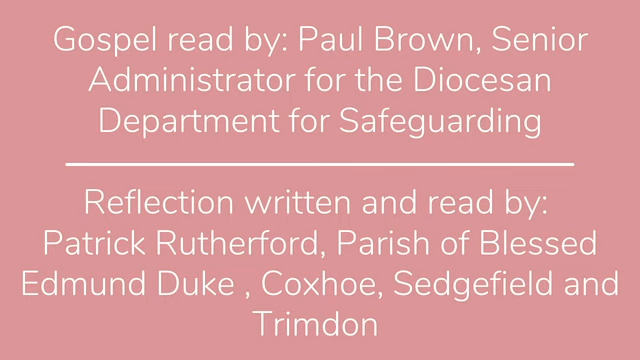 Gospel read by: Paul Brown, Senior
Administrator for the Diocesan
Department for Safeguarding
Reflection written and read by:
Patrick Rutherford, Parish of Blessed
Edmund Duke , Coxhoe, Sedgefield and
Trimdon